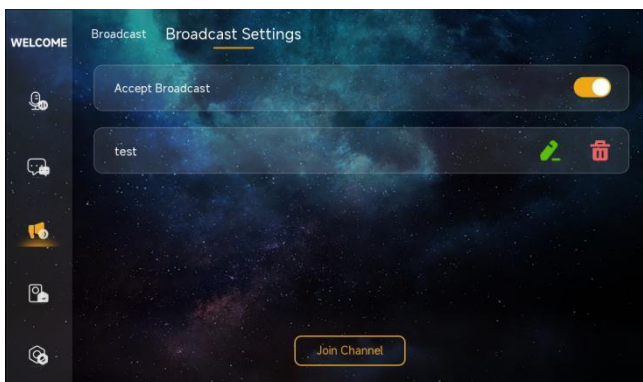 WELCOME
Broadcast Broadcast Settings
Accept Broadcast
test
Join Channel